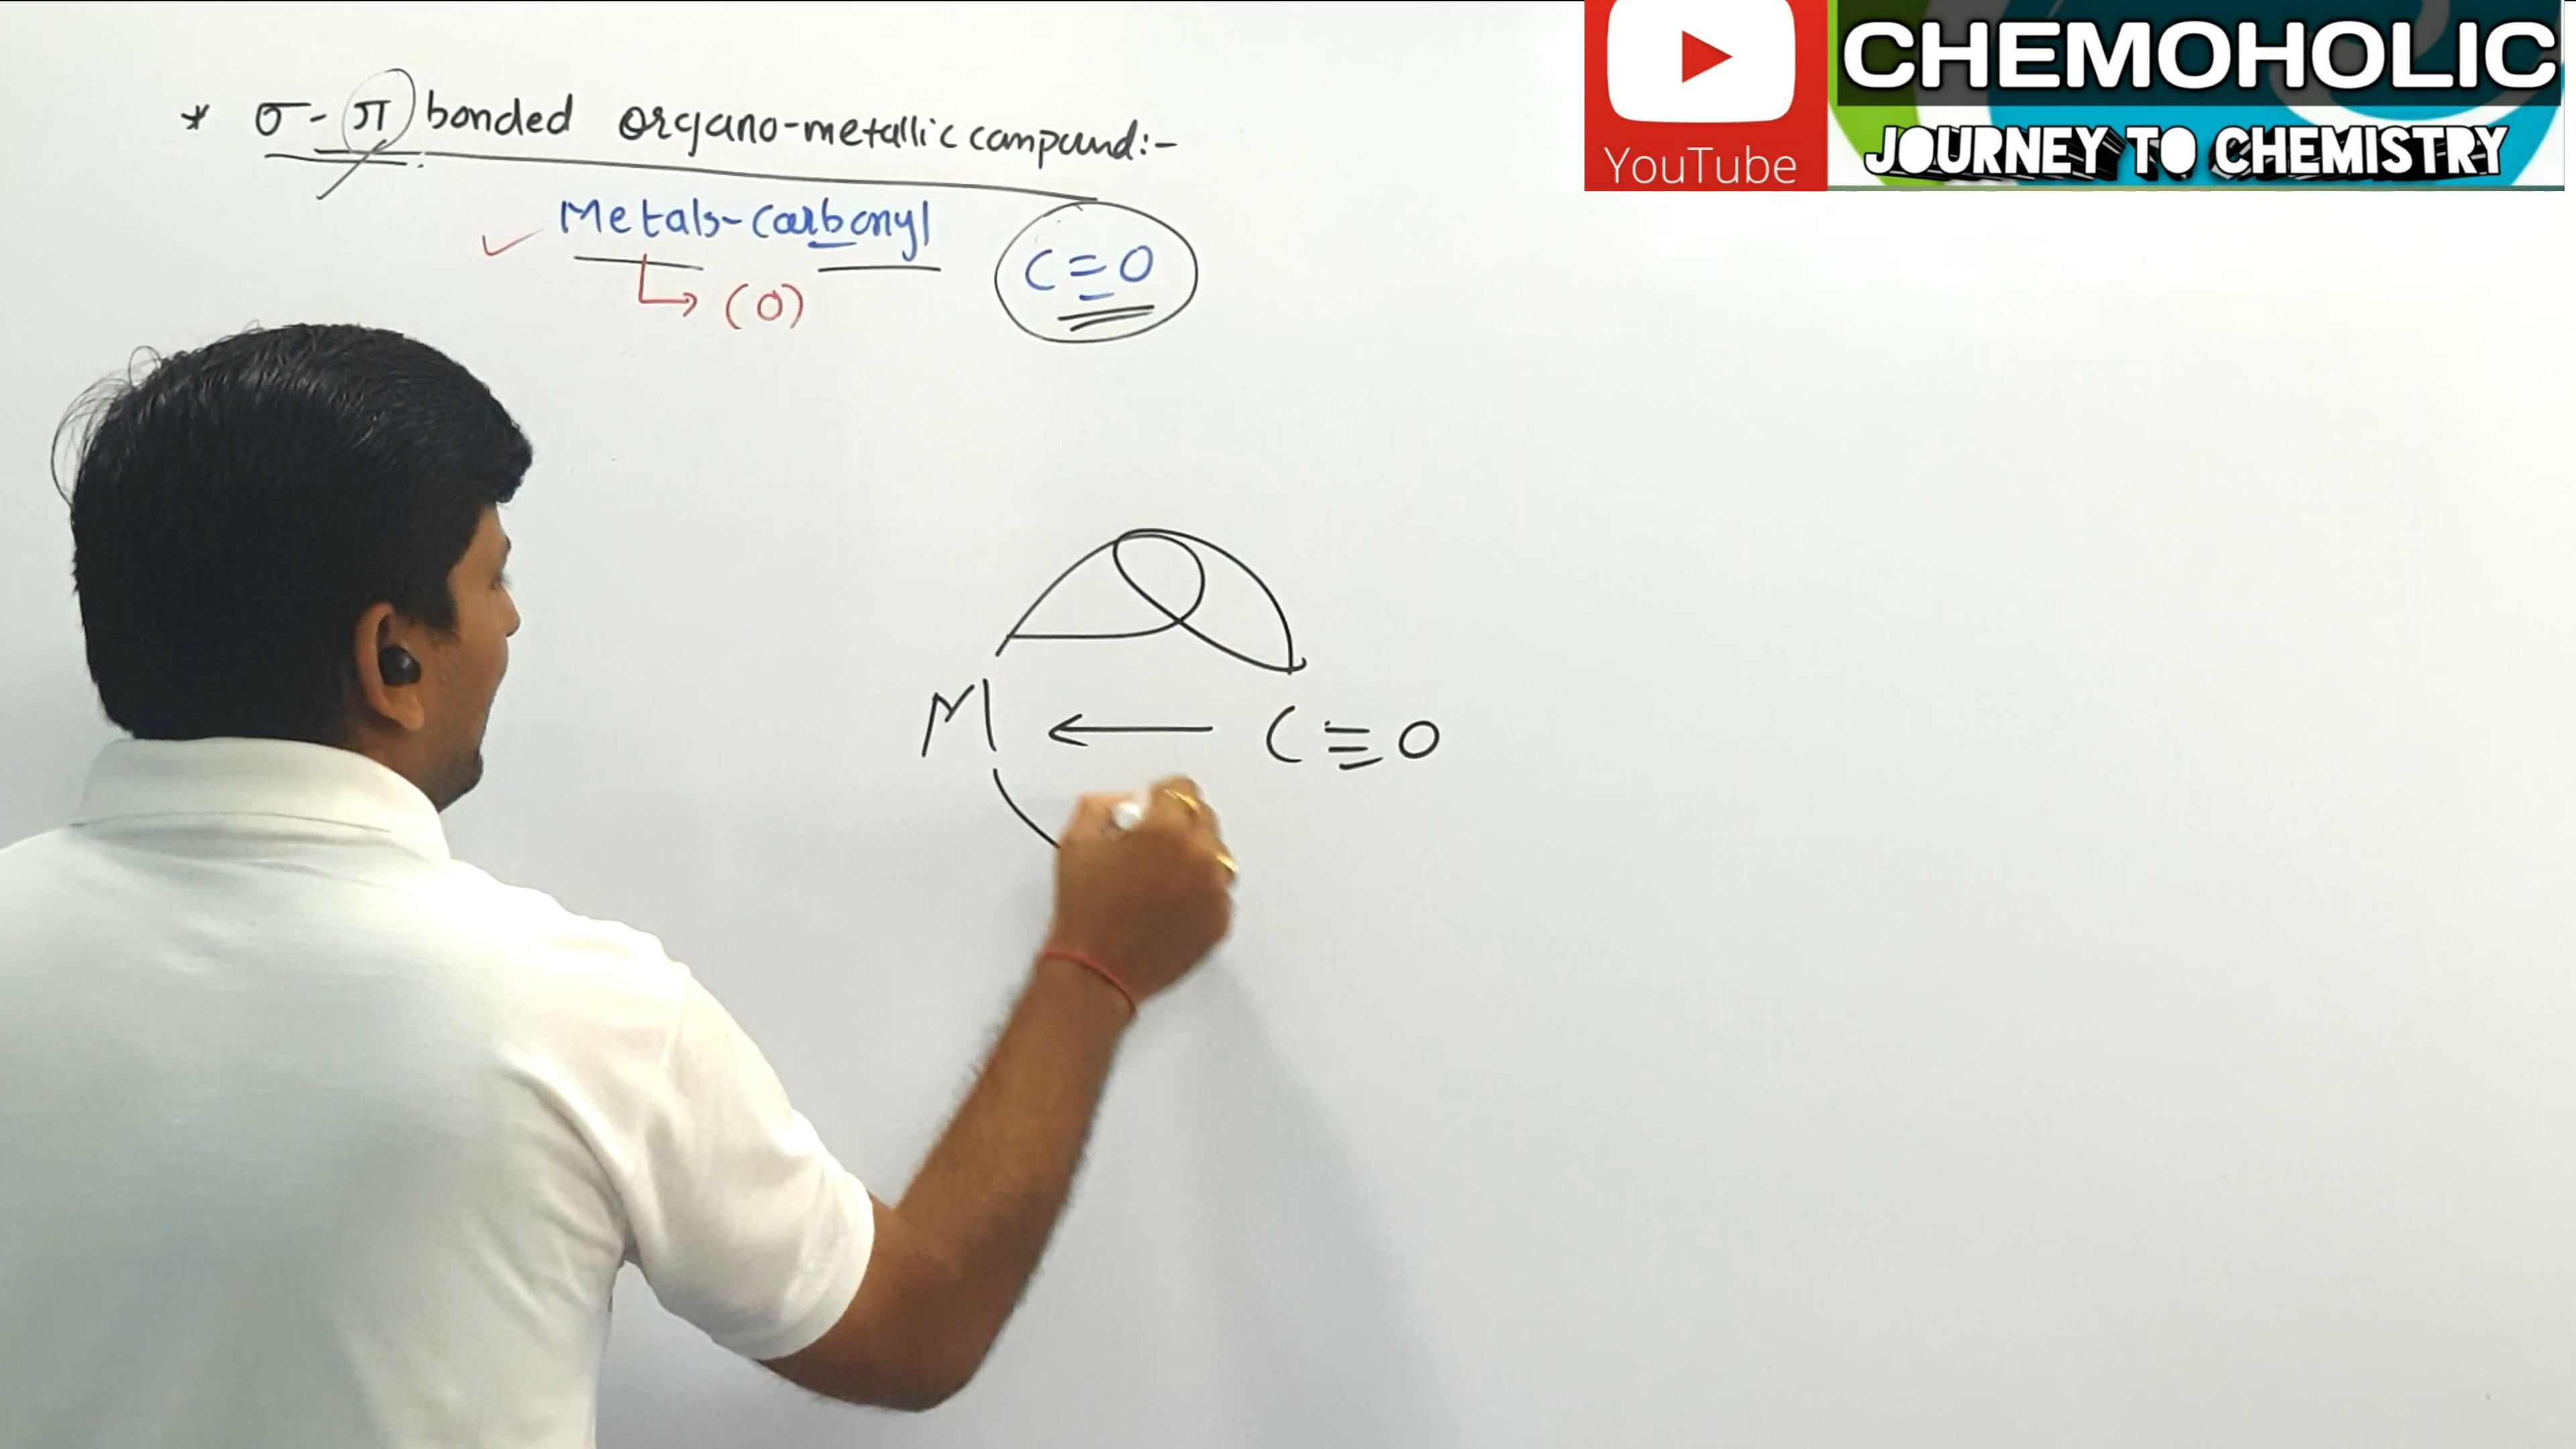 * σ-π bonded organo-metallic compound:-
Metals-Carbonyl
C≡O
(0)
M ← C≡O
YouTube
CHEMOHOLIC
JOURNEY TO CHEMISTRY